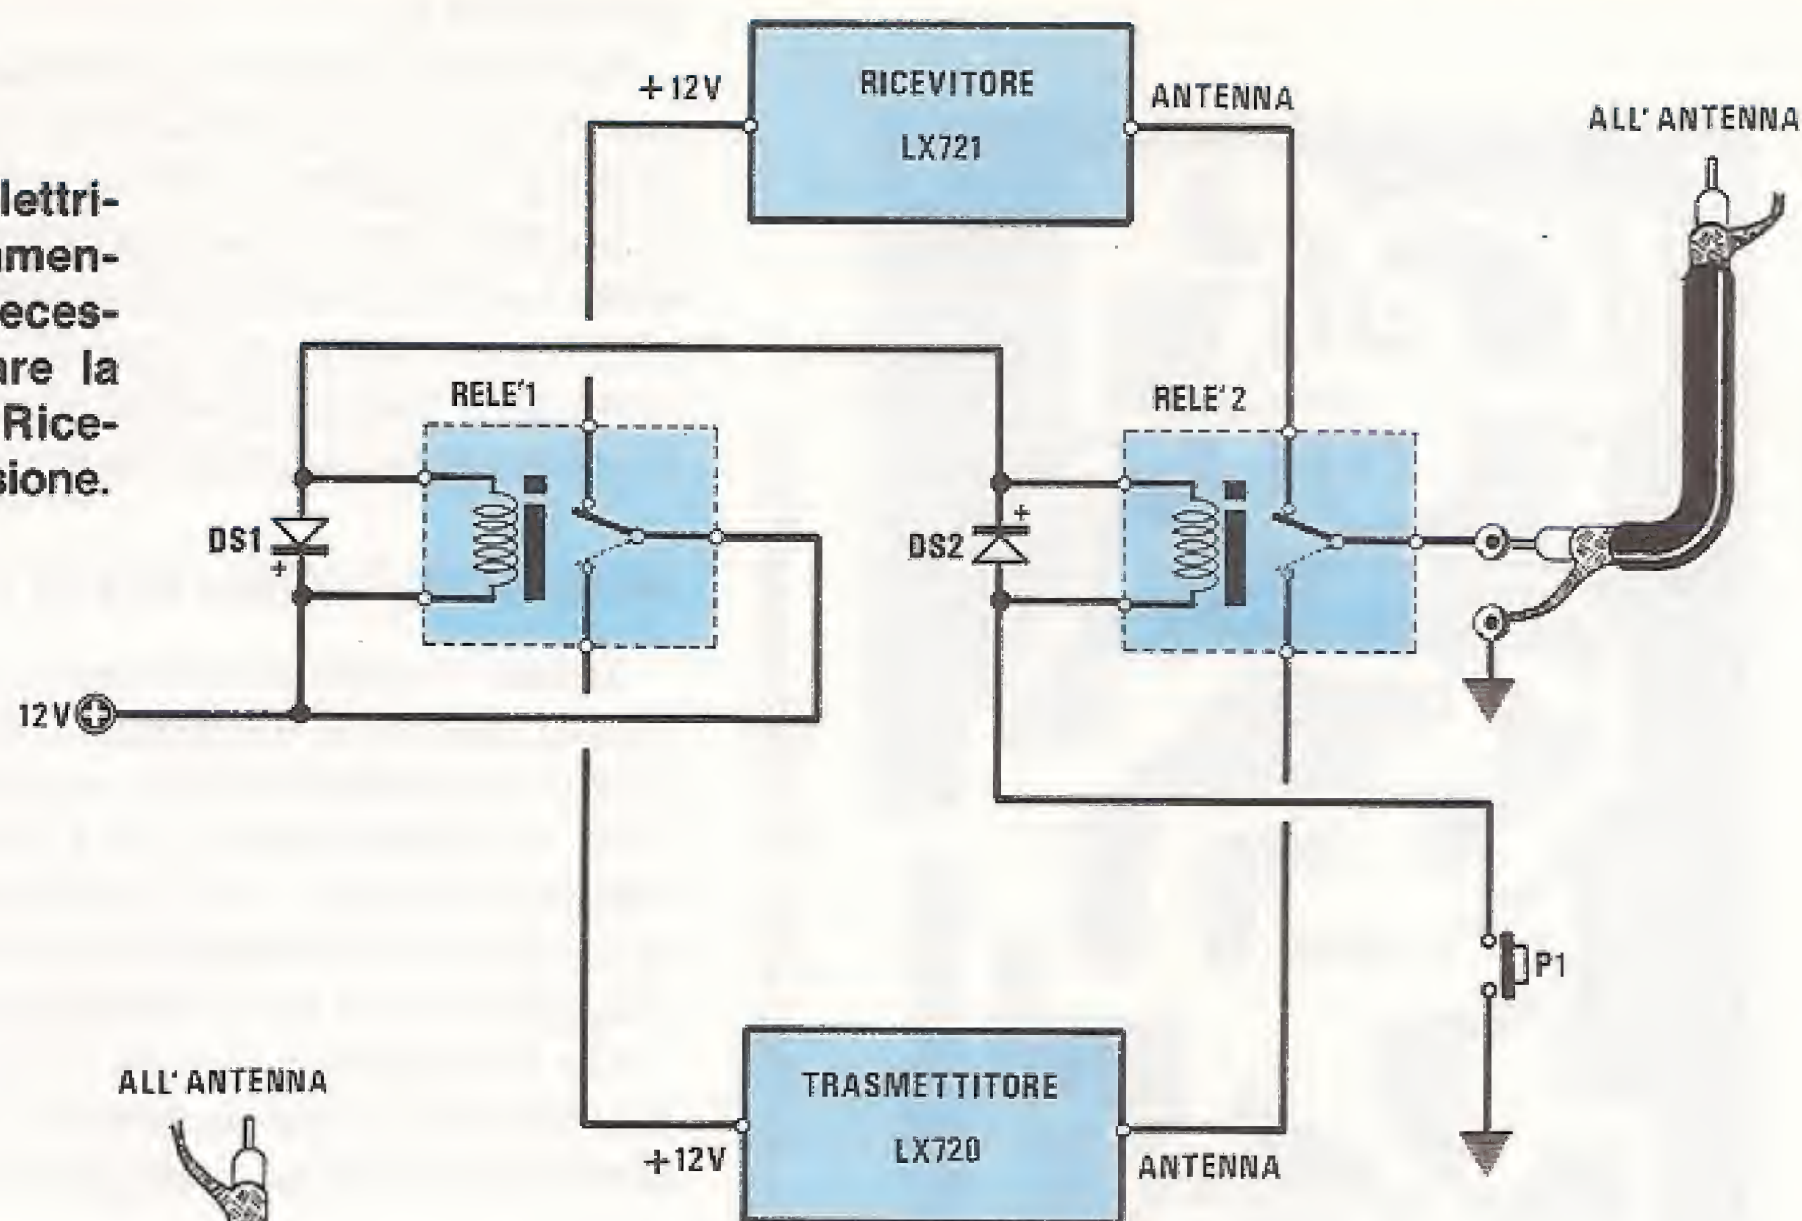 lettri-
amen-
eces-
are la
Rice-
sione.
+12V
RICEVITORE
LX721
ANTENNA
ALL' ANTENNA
RELE'1
RELE'2
DS1
+
DS2
+
12V
P1
ALL' ANTENNA
+12V
TRASMETTITORE
LX720
ANTENNA